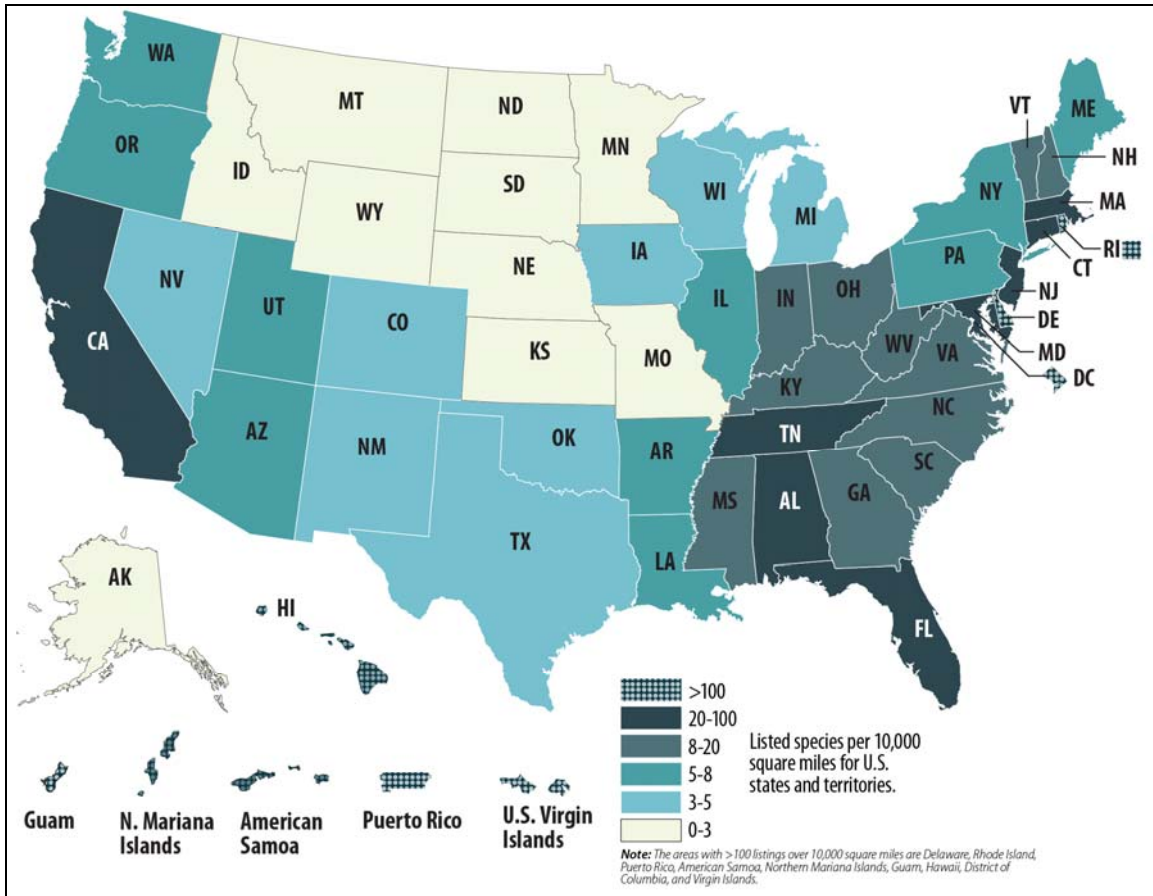 WA
MT
ND
MN
VT
ME
OR
ID
SD
WI
MI
NY
NH
WY
MA
IA
RI
NV
NE
PA
CT
UT
CO
IL
IN
OH
NJ
DE
CA
KS
MO
WV
VA
MD
KY
DC
AZ
NM
OK
AR
TN
NC
SC
MS
AL
GA
TX
LA
AK
HI
FL
>100
20-100
8-20
5-8
3-5
0-3
Listed species per 10,000
square miles for U.S.
states and territories.
Guam
N. Mariana
Islands
American
Samoa
Puerto Rico
U.S. Virgin
Islands
Note: The areas with >100 listings over 10,000 square miles are Delaware, Rhode Island,
Puerto Rico, American Samoa, Northern Mariana Islands, Guam, Hawaii, District of
Columbia, and Virgin Islands.